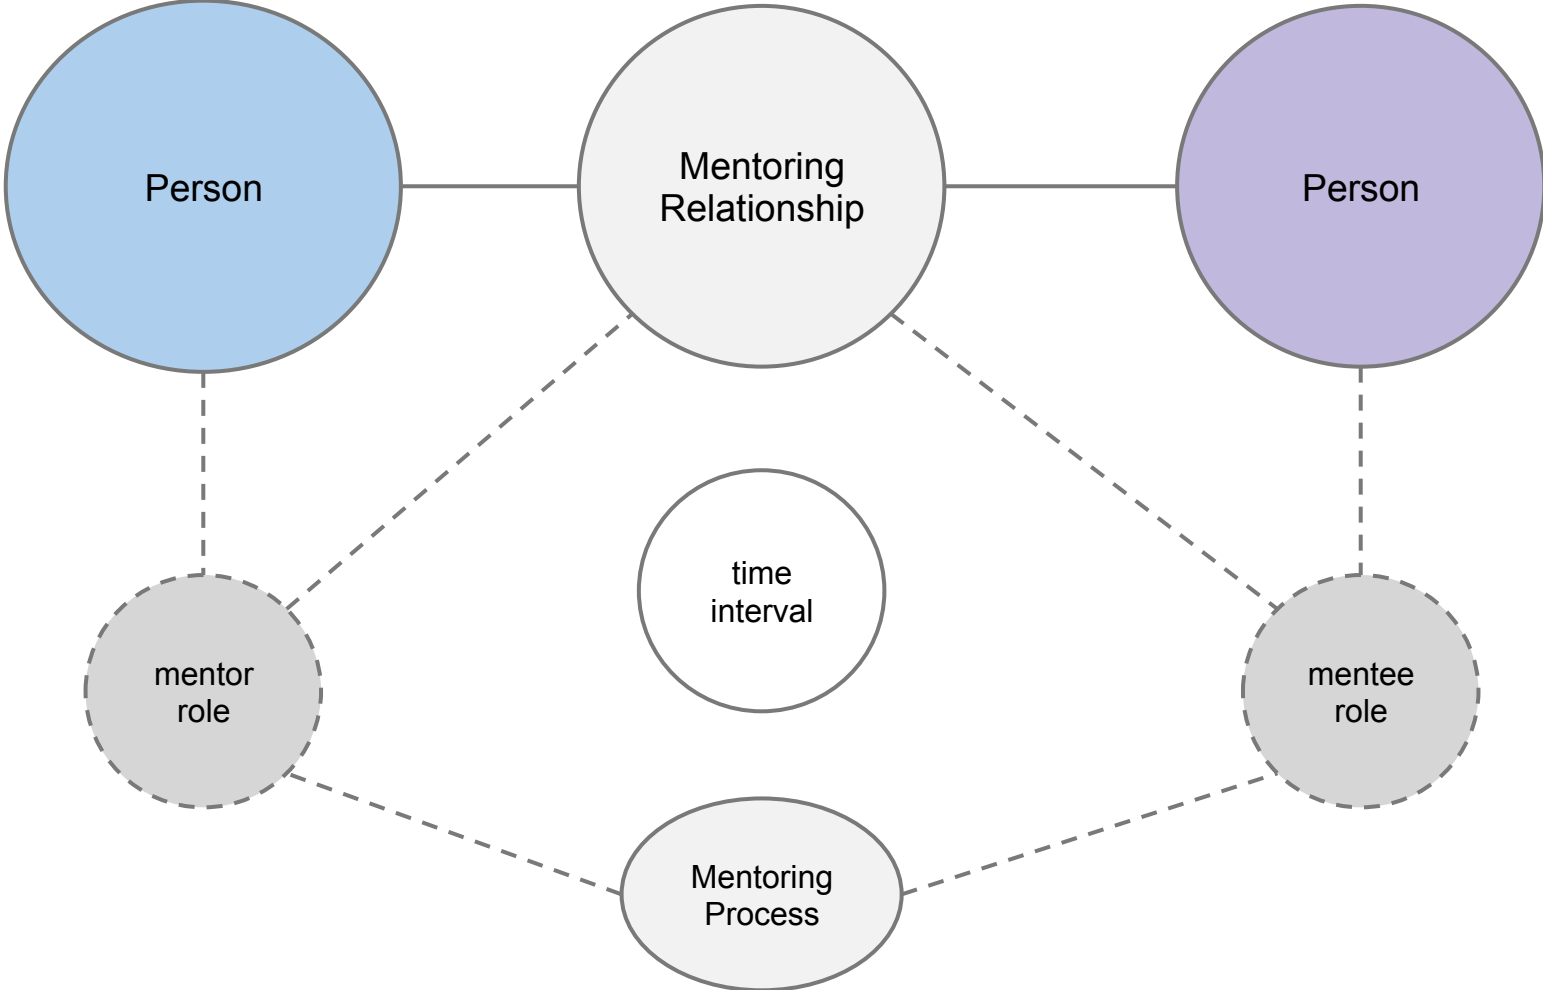 Person
Mentoring
Relationship
Person
time
interval
mentor
role
mentee
role
Mentoring
Process